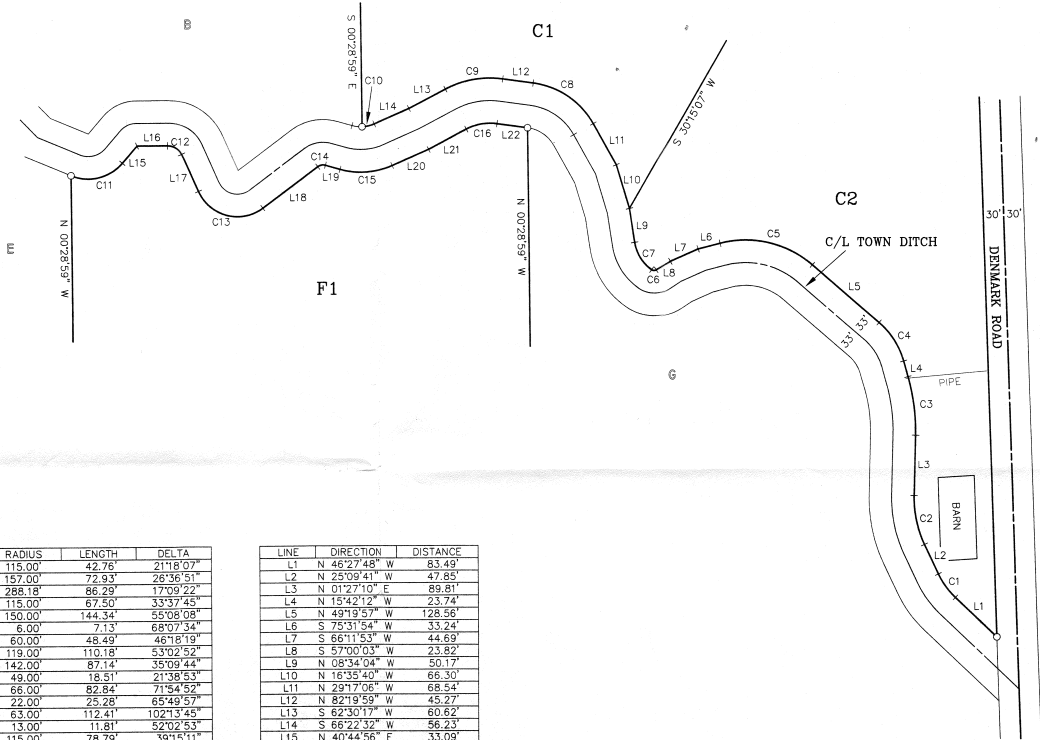 B
C1
S 00°28'59" E
C10
L14
L13
C9
L12
C8
L11
L10
S 30°15'07" W
L16
C12
L15
C11
L17
C13
L18
C14
L19
C15
L20
L21
C16
L22
N 00°28'59" W
N 00°28'59" W
F1
L9
C7
C6
L8
L7
L6
C5
C2
C/L TOWN DITCH
L5
33' 33'
C4
L4
PIPE
C3
L3
C2
BARN
L2
C1
L1
30' 30'
DENMARK ROAD
G
RADIUS LENGTH DELTA
115.00' 42.76' 21°18'07"
157.00' 72.93' 26°36'51"
288.18' 86.29' 17°09'22"
115.00' 67.50' 33°37'45"
150.00' 144.34' 55°08'08"
6.00' 7.13' 68°07'34"
60.00' 48.49' 46°18'19"
119.00' 110.18' 53°02'52"
142.00' 87.14' 35°09'44"
49.00' 18.51' 21°38'53"
66.00' 82.84' 71°54'52"
22.00' 25.28' 65°49'57"
63.00' 112.41' 102°13'45"
13.00' 11.81' 52°02'53"
115.00' 78.79' 39°15'11"
LINE DIRECTION DISTANCE
L1 N 46°27'48" W 83.49'
L2 N 25°09'41" W 47.85'
L3 N 01°27'10" E 89.81'
L4 N 15°42'12" W 23.74'
L5 N 49°19'57" W 128.56'
L6 S 75°31'54" W 33.24'
L7 S 66°11'53" W 44.69'
L8 S 57°00'03" W 23.82'
L9 N 08°34'04" W 50.17'
L10 N 16°35'40" W 66.30'
L11 N 29°17'06" W 68.54'
L12 N 82°19'59" W 45.27'
L13 S 62°30'17" W 60.62'
L14 S 66°22'32" W 56.23'
L15 N 40°44'56" E 33.09'